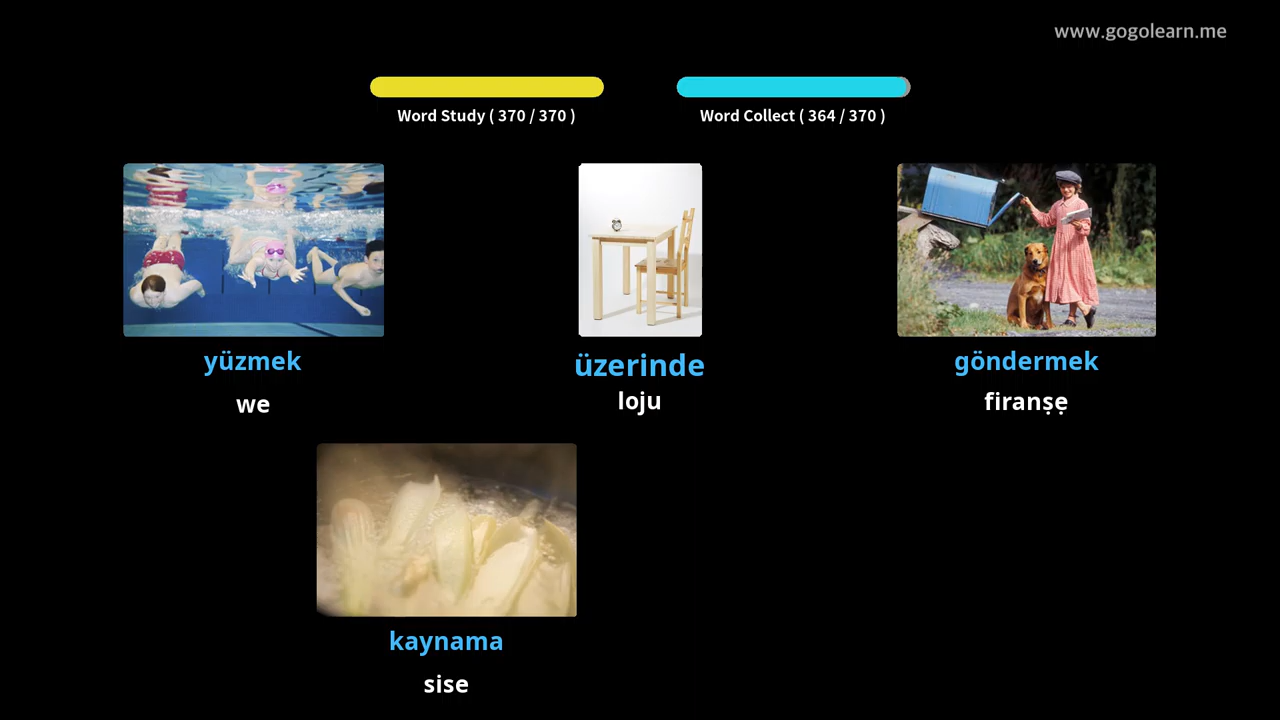 www.gogolearn.me
Word Study ( 370 / 370 )
Word Collect ( 364 / 370 )
yüzmek
we
üzerinde
loju
göndermek
firanṣẹ
kaynama
sise